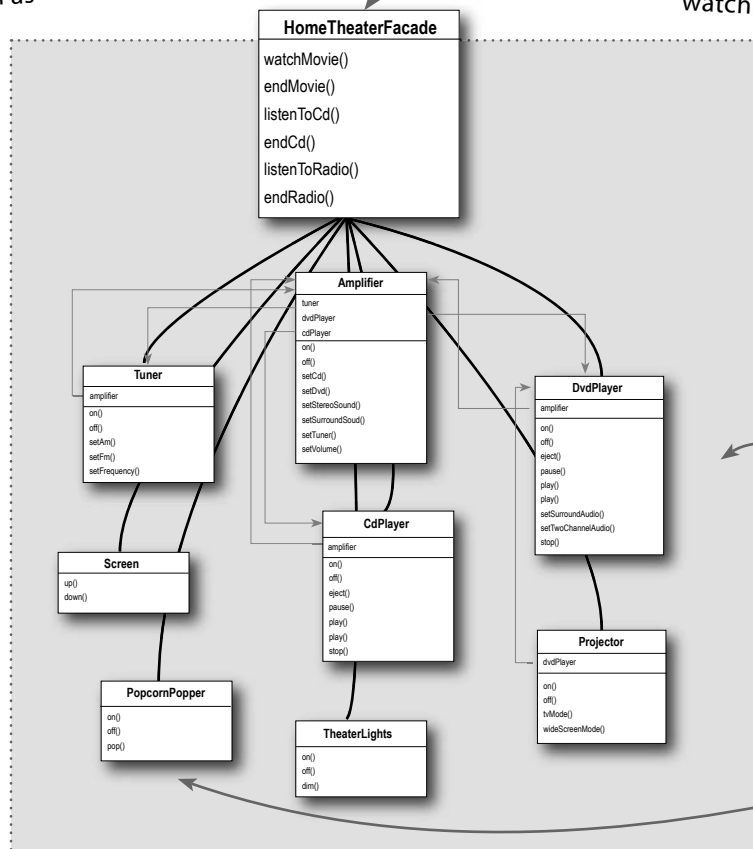 watch
HomeTheaterFacade
watchMovie()
endMovie()
listenToCd()
endCd()
listenToRadio()
endRadio()
Amplifier
tuner
dvdPlayer
cdPlayer
on()
off()
setCd()
setDvd()
setStereoSound()
setSurroundSoud()
setTuner()
setVolume()
Tuner
amplifier
on()
off()
setAm()
setFm()
setFrequency()
DvdPlayer
amplifier
on()
off()
eject()
pause()
play()
play()
setSurroundAudio()
setTwoChannelAudio()
stop()
CdPlayer
amplifier
on()
off()
eject()
pause()
play()
play()
stop()
Screen
up()
down()
Projector
dvdPlayer
on()
off()
tvMode()
wideScreenMode()
PopcornPopper
on()
off()
pop()
TheaterLights
on()
off()
dim()